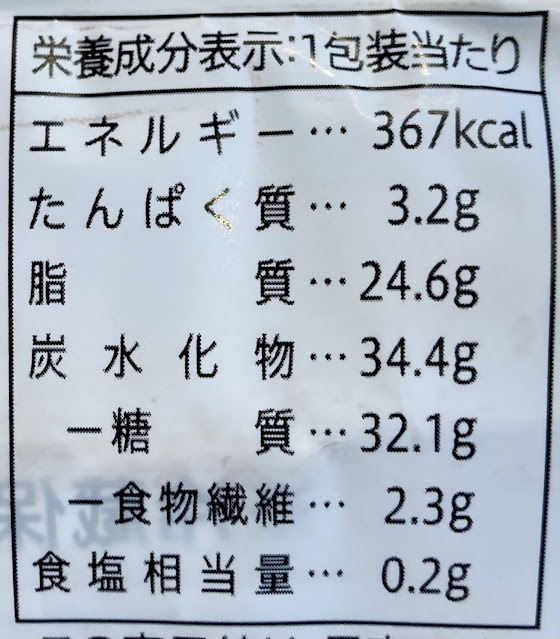 栄養成分表示:1包装当たり
エネルギー… 367kcal
たんぱく質… 3.2g
脂質… 24.6g
炭水化物… 34.4g
ー糖質… 32.1g
ー食物繊維… 2.3g
食塩相当量… 0.2g